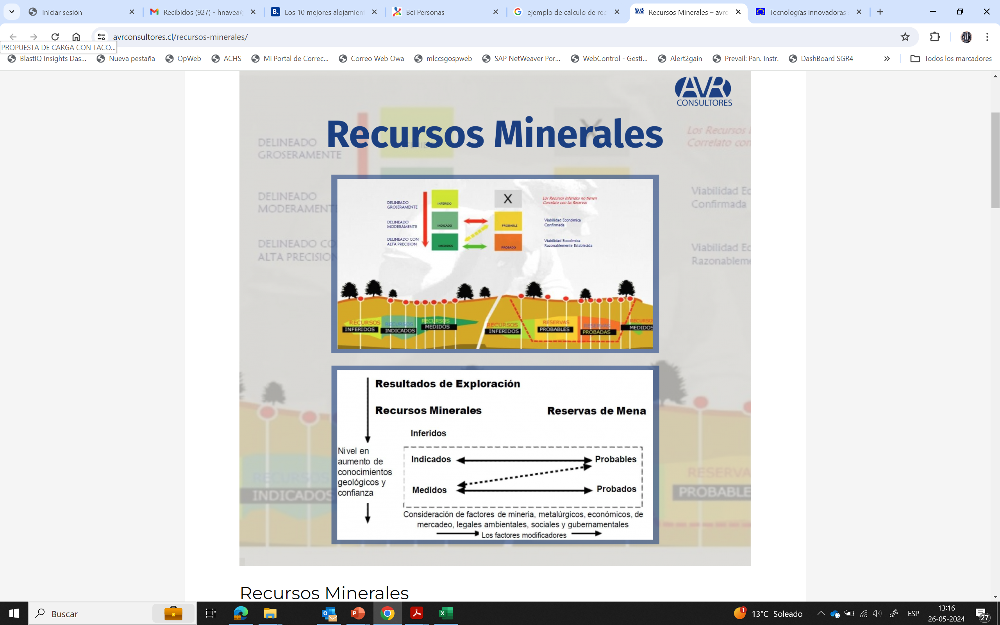 Iniciar sesión
Recibidos (927) - hnavea@
Los 10 mejores alojamien
Bci Personas
ejemplo de calculo de rec
Recursos Minerales – avrc
Tecnologías innovadoras
avrconsultores.cl/recursos-minerales/
PROPUESTA DE CARGA CON TACO...
BlastIQ Insights Das...
Nueva pestaña
OpWeb
ACHS
Mi Portal de Correc...
Correo Web Owa
mlccsgospweb
SAP NetWeaver Por...
WebControl - Gesti...
Alert2gain
Prevail: Pan. Instr.
DashBoard SGR4
Todos los marcadores
AVR
CONSULTORES
Recursos Minerales
DELINEADO
GROSERAMENTE
Los Recursos
Correlato con
DELINEADO
MODERAMENT
Viabilidad Ec
Confirmada
DELINEADO CO
ALTA PRECISION
Viabilidad Ec
Razonableme
DELINEADO
GROSERAMENTE
INFERIDO
X
Los Recursos Inferidos no tienen
Correlato con las Reservas
DELINEADO
MODERAMENTE
INDICADO
PROBABLE
Viabilidad Económica
Confirmada
DELINEADO CON
ALTA PRECISION
IMEDIDOS
PROBADO
Viabilidad Ecocómica
Razonablemente Establecida
RECURSOS
INFERIDOS
RECURSOS
INDICADOS
RECURSOS
MEDIDOS
RECURSOS
INFERIDOS
RESERVAS
PROBABLES
RESERVAS
PROBADAS
RECURSO
MEDIDOS
Resultados de Exploración
Recursos Minerales
Reservas de Mena
Inferidos
Nivel en
aumento de
conocimientos
geológicos y
confianza
Indicados
Probables
Medidos
Probados
Consideración de factores de mineria, metalúrgicos, económicos, de
mercadeo, legales ambientales, sociales y gubernamentales
Los factores modificadores
RECURSOS
INDICADOS
RESERVA
PROBABLE
Recursos Minerales
Buscar
1
13°C Soleado
ESP
13:16
26-05-2024
27